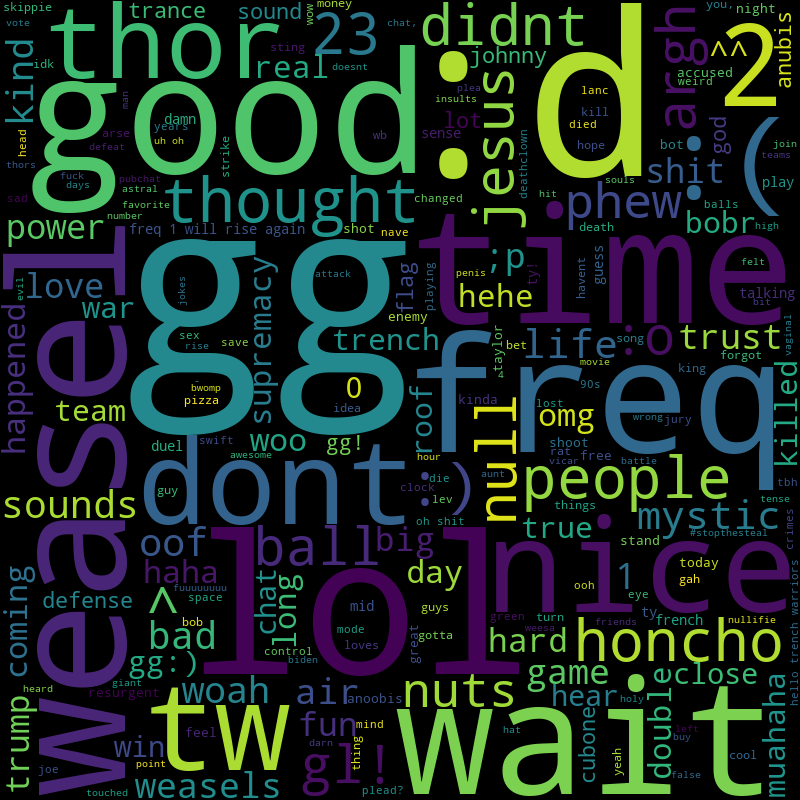 skippie
wow
money
vote
trance
sound
23
didnt
you,
night
thor
chat,
kind
idk
real
sting
doesnt
johnny
^^
2
anubis
argh
accused
weird
good
:d
man
damn
years
uh oh
arse
defeat
head
thors
strike
wb
lot
sense
plea
insults
jesus
lanc
kill
died
hope
bot
god
:(
join
teams
play
fuck
days
pubchat
astral
favorite
number
sad
thought
changed
deathclown
hit
souls
shit
balls
high
death
phew
bobr
power
freq 1 will rise again
shot
nave
time
felt
talking
bit
weasel
evil
love
war
happened
gg
jokes
attack
supremacy
flag
playing
;p
ty!
havent
guess
penis
hehe
enemy
trench
sex
save
rise
bet
taylor
4
life
song
:o
trust
forgot
vaginal
movie
king
freq
bwomp
pizza
O
idea
roof
kinda
null
omg
lost
90s
wrong
jury
killed
team
duel
swift
woo
gg!
awesome
hour
shoot
rat
free
vicar
battle
people
tbh
guy
dont
:)
clock
die
lev
aunt
oh shit
things
tense
sounds
mystic
#stopthesteal
crimes
true
stand
oof
ball
big
lol
nice
today
gah
coming
haha
fuuuuuuuu
space
chat
long
day
ooh
1
eye
defense
^
bob
mid
guys
green
turn
ty
french
nullifie
bad
mode
loves
great
gotta
weesa
friends
hard
honcho
hello trench warriors
gg:)
control
biden
giant
heard
resurgent
woah
air
anoobis
nuts
game
close
hear
holy
double
trump
tw
wait
left
buy
muahaha
win
feel
fun
mind
darn
thing
gl!
hat
cubone
yeah
cool
false
joe
point
touched
weasels
plead?